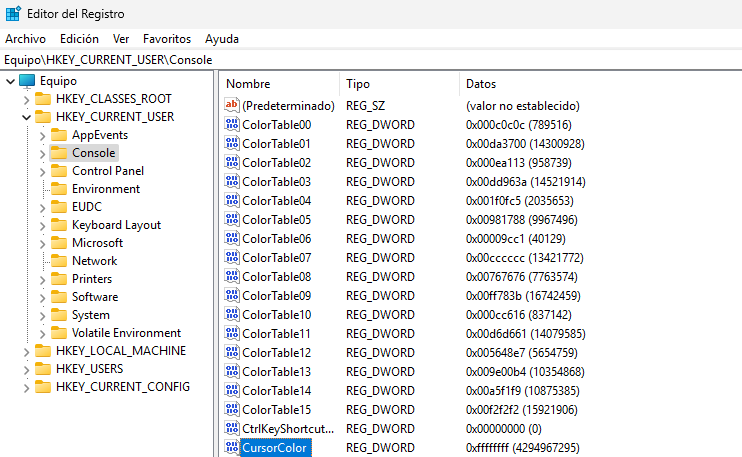 Editor del Registro
Archivo Edición Ver Favoritos Ayuda
Equipo\HKEY_CURRENT_USER\Console
Equipo
HKEY_CLASSES_ROOT
HKEY_CURRENT_USER
AppEvents
Console
Control Panel
Environment
EUDC
Keyboard Layout
Microsoft
Network
Printers
Software
System
Volatile Environment
HKEY_LOCAL_MACHINE
HKEY_USERS
HKEY_CURRENT_CONFIG
Nombre Tipo Datos
(Predeterminado) REG_SZ (valor no establecido)
ColorTable00 REG_DWORD 0x000c0c0c (789516)
ColorTable01 REG_DWORD 0x00da3700 (14300928)
ColorTable02 REG_DWORD 0x000ea113 (958739)
ColorTable03 REG_DWORD 0x00dd963a (14521914)
ColorTable04 REG_DWORD 0x001f0fc5 (2035653)
ColorTable05 REG_DWORD 0x00981788 (9967496)
ColorTable06 REG_DWORD 0x00009cc1 (40129)
ColorTable07 REG_DWORD 0x00cccccc (13421772)
ColorTable08 REG_DWORD 0x00767676 (7763574)
ColorTable09 REG_DWORD 0x00ff783b (16742459)
ColorTable10 REG_DWORD 0x000cc616 (837142)
ColorTable11 REG_DWORD 0x00d6d661 (14079585)
ColorTable12 REG_DWORD 0x005648e7 (5654759)
ColorTable13 REG_DWORD 0x009e00b4 (10354868)
ColorTable14 REG_DWORD 0x00a5f1f9 (10875385)
ColorTable15 REG_DWORD 0x00f2f2f2 (15921906)
CtrlKeyShortcut... REG_DWORD 0x00000000 (0)
CursorColor REG_DWORD 0xffffffff (4294967295)